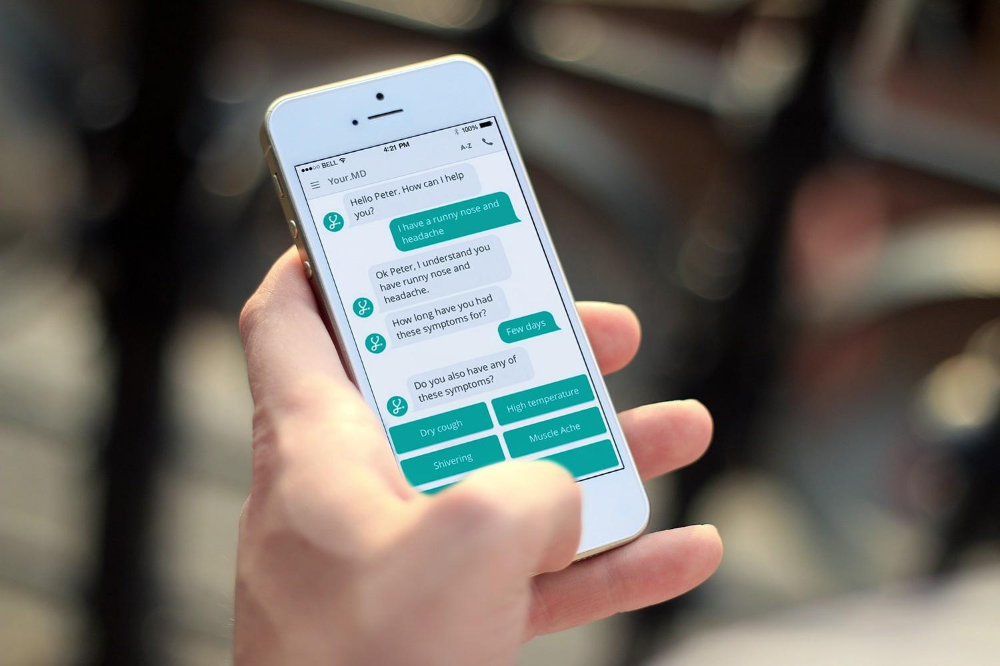 ●●●○○ BELL 4:21 PM 100%
Your.MD A-Z
Hello Peter. How can I help
you?
I have a runny nose and
headache
Ok Peter, I understand you
have runny nose and
headache.
How long have you had
these symptoms for?
Few days
Do you also have any of
these symptoms?
Dry cough High temperature
Shivering Muscle Ache